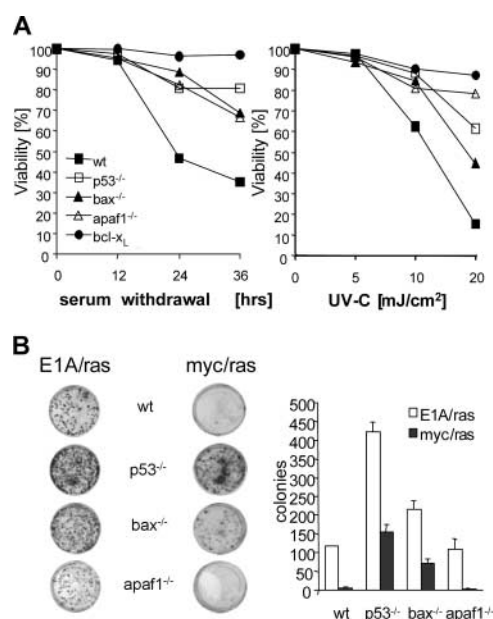 A
Viability [%]
100
90
80
70
60
50
40
30
20
10
0
wt
p53-/-
bax-/-
apaf1-/-
bcl-xL
0 12 24 36
serum withdrawal [hrs]
Viability [%]
100
90
80
70
60
50
40
30
20
10
0
0 5 10 20
UV-C [mJ/cm²]
B
E1A/ras myc/ras
wt
p53-/-
bax-/-
apaf1-/-
colonies
500
450
400
350
300
250
200
150
100
50
0
E1A/ras
myc/ras
wt p53-/- bax-/- apaf1-/-